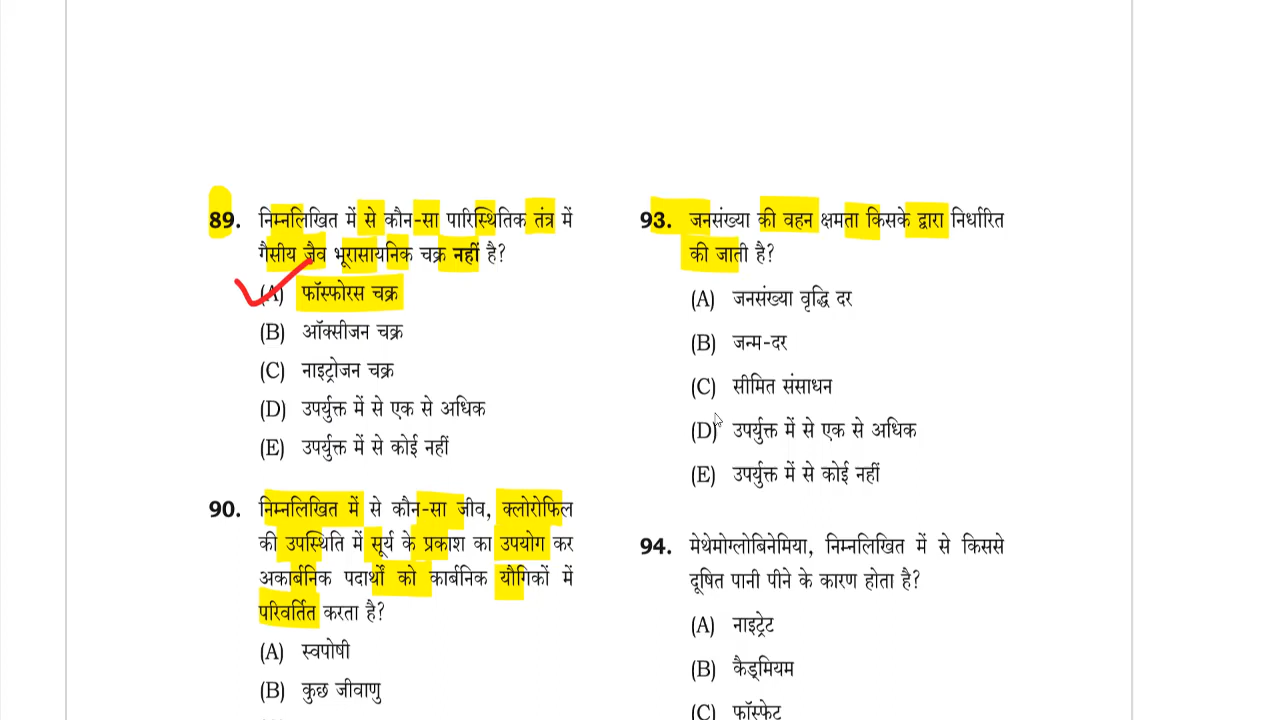 89. निम्नलिखित में से कौन-सा पारिस्थितिक तंत्र में
गैसीय जैव भूरासायनिक चक्र नहीं है?
(A) फॉस्फोरस चक्र
(B) ऑक्सीजन चक्र
(C) नाइट्रोजन चक्र
(D) उपर्युक्त में से एक से अधिक
(E) उपर्युक्त में से कोई नहीं
90. निम्नलिखित में से कौन-सा जीव, क्लोरोफिल
की उपस्थिति में सूर्य के प्रकाश का उपयोग कर
अकार्बनिक पदार्थों को कार्बनिक यौगिकों में
परिवर्तित करता है?
(A) स्वपोषी
(B) कुछ जीवाणु
93. जनसंख्या की वहन क्षमता किसके द्वारा निर्धारित
की जाती है?
(A) जनसंख्या वृद्धि दर
(B) जन्म-दर
(C) सीमित संसाधन
(D) उपर्युक्त में से एक से अधिक
(E) उपर्युक्त में से कोई नहीं
94. मेथेमोग्लोबिनेमिया, निम्नलिखित में से किससे
दूषित पानी पीने के कारण होता है?
(A) नाइट्रेट
(B) कैड्मियम
(C) फॉस्फेट